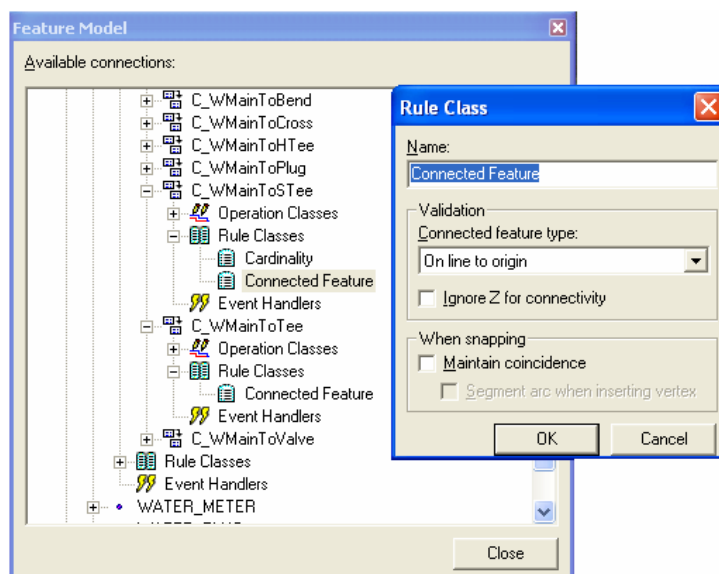 Feature Model
Available connections:
C_WMainToBend
C_WMainToCross
C_WMainToHTee
C_WMainToPlug
C_WMainToSTee
Operation Classes
Rule Classes
Cardinality
Connected Feature
Event Handlers
C_WMainToTee
Operation Classes
Rule Classes
Connected Feature
Event Handlers
C_WMainToValve
Rule Classes
Event Handlers
WATER_METER
Close
Rule Class
Name:
Connected Feature
Validation
Connected feature type:
On line to origin
Ignore Z for connectivity
When snapping
Maintain coincidence
Segment arc when inserting vertex
OK
Cancel